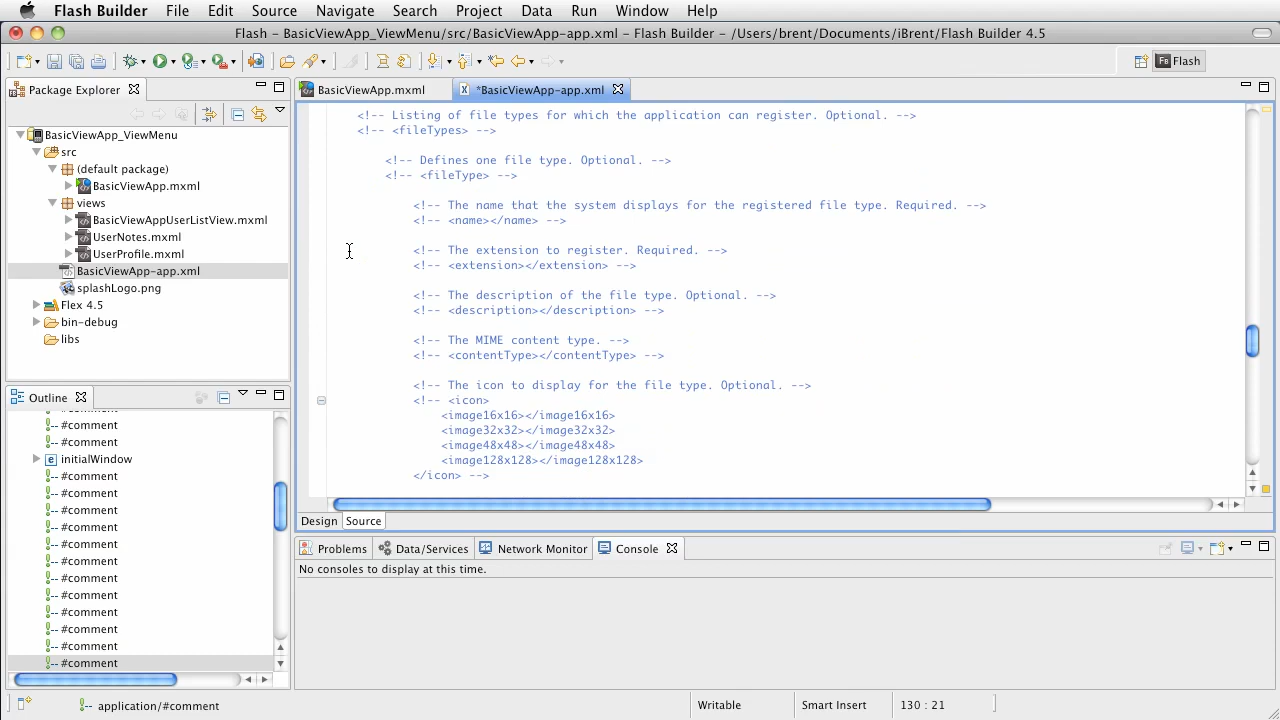 Flash Builder File Edit Source Navigate Search Project Data Run Window Help
Flash - BasicViewApp_ViewMenu/src/BasicViewApp-app.xml - Flash Builder - /Users/brent/Documents/iBrent/Flash Builder 4.5
Flash
Package Explorer
BasicViewApp_ViewMenu
src
(default package)
BasicViewApp.mxml
views
BasicViewAppUserListView.mxml
UserNotes.mxml
UserProfile.mxml
BasicViewApp-app.xml
splashLogo.png
Flex 4.5
bin-debug
libs
Outline
#comment
#comment
#comment
initialWindow
#comment
#comment
#comment
#comment
#comment
#comment
#comment
#comment
#comment
#comment
#comment
#comment
BasicViewApp.mxml
*BasicViewApp-app.xml
<!-- Listing of file types for which the application can register. Optional. -->
<!-- <fileTypes> -->
<!-- Defines one file type. Optional. -->
<!-- <fileType> -->
<!-- The name that the system displays for the registered file type. Required. -->
<!-- <name></name> -->
<!-- The extension to register. Required. -->
<!-- <extension></extension> -->
<!-- The description of the file type. Optional. -->
<!-- <description></description> -->
<!-- The MIME content type. -->
<!-- <contentType></contentType> -->
<!-- The icon to display for the file type. Optional. -->
<!-- <icon>
<image16x16></image16x16>
<image32x32></image32x32>
<image48x48></image48x48>
<image128x128></image128x128>
</icon> -->
Design Source
Problems Data/Services Network Monitor Console
No consoles to display at this time.
application/#comment Writable Smart Insert 130 : 21